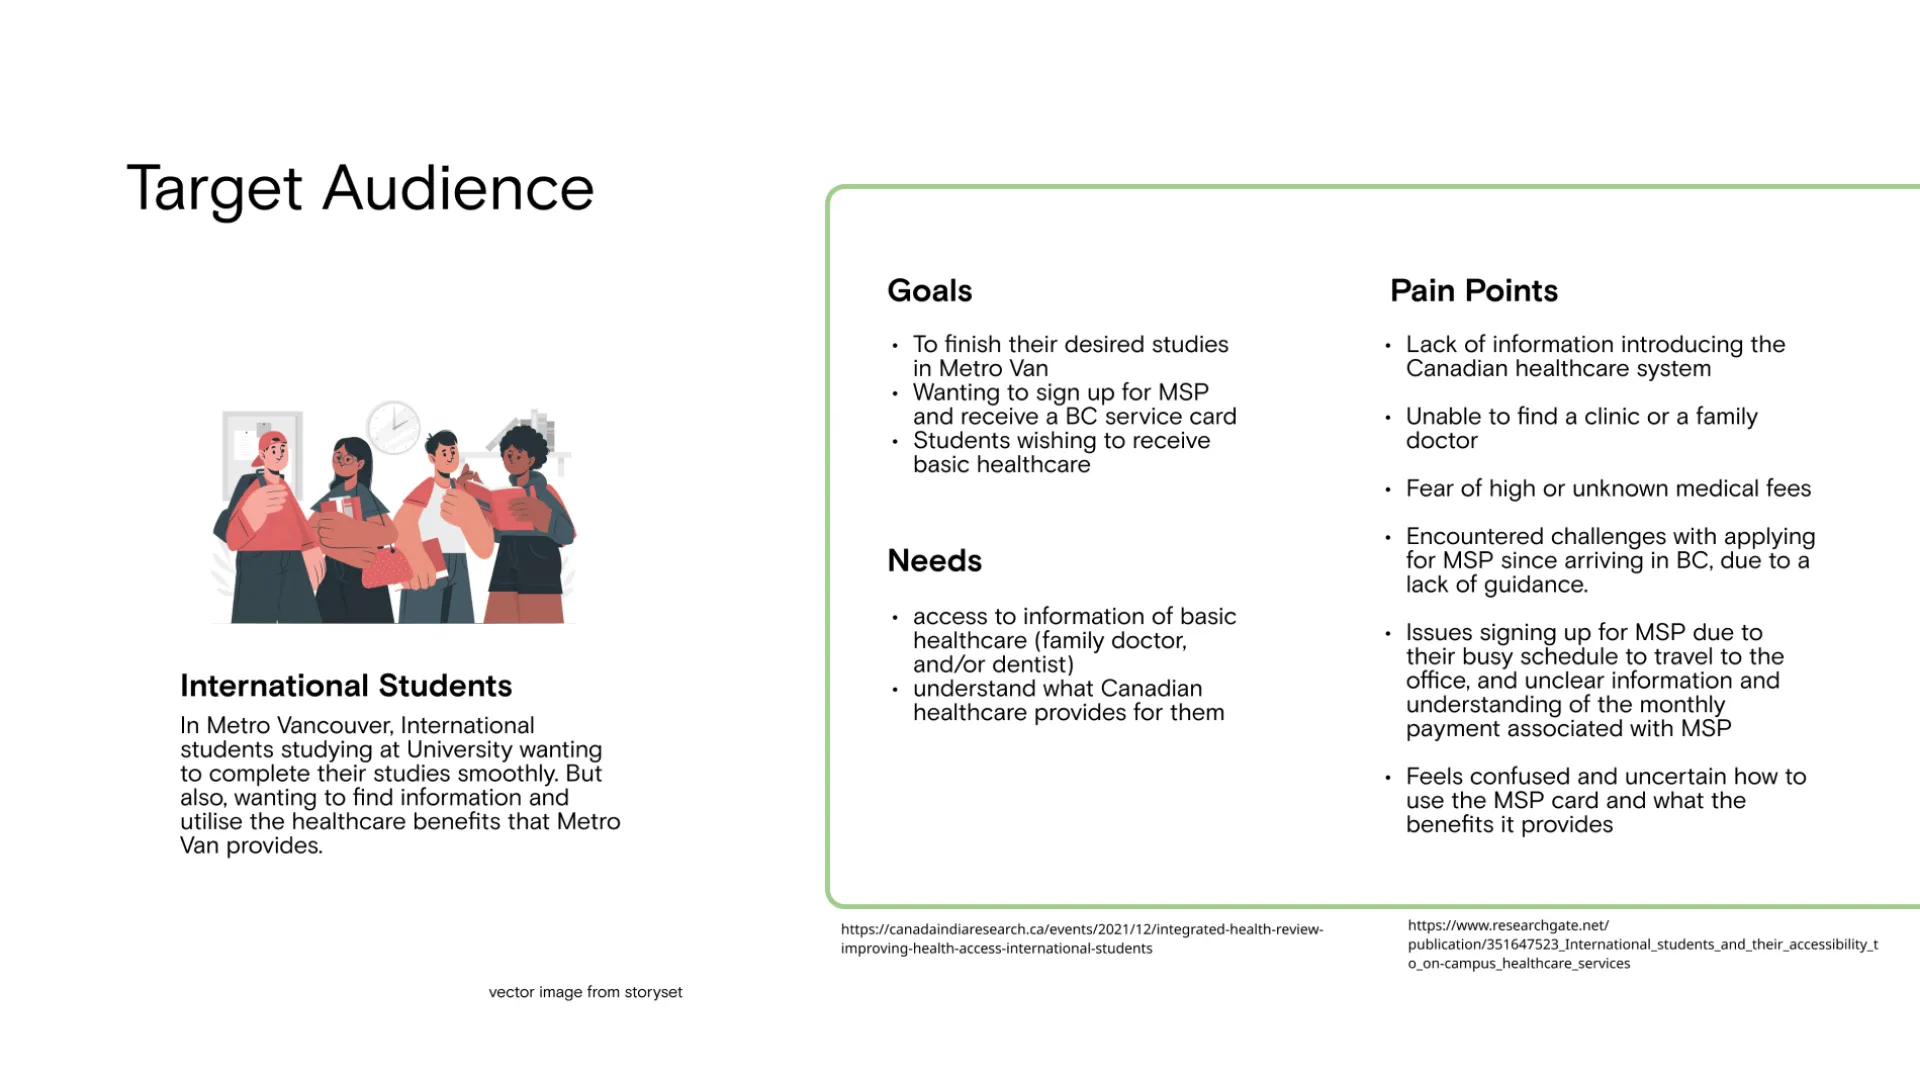 Target Audience
International Students
In Metro Vancouver, International
students studying at University wanting
to complete their studies smoothly. But
also, wanting to find information and
utilise the healthcare benefits that Metro
Van provides.
vector image from storyset
Goals
• To finish their desired studies
in Metro Van
• Wanting to sign up for MSP
and receive a BC service card
• Students wishing to receive
basic healthcare
Needs
• access to information of basic
healthcare (family doctor,
and/or dentist)
• understand what Canadian
healthcare provides for them
Pain Points
• Lack of information introducing the
Canadian healthcare system
• Unable to find a clinic or a family
doctor
• Fear of high or unknown medical fees
• Encountered challenges with applying
for MSP since arriving in BC, due to a
lack of guidance.
• Issues signing up for MSP due to
their busy schedule to travel to the
office, and unclear information and
understanding of the monthly
payment associated with MSP
• Feels confused and uncertain how to
use the MSP card and what the
benefits it provides
https://canadaindiaresearch.ca/events/2021/12/integrated-health-review-
improving-health-access-international-students
https://www.researchgate.net/
publication/351647523_International_students_and_their_accessibility_t
o_on-campus_healthcare_services